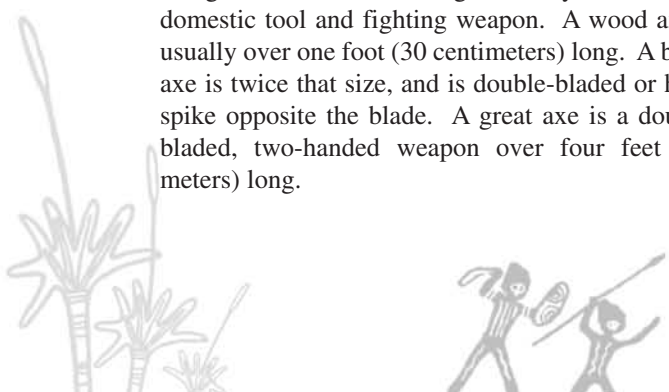 domestic tool and fighting weapon. A wood a
usually over one foot (30 centimeters) long. A b
axe is twice that size, and is double-bladed or h
spike opposite the blade. A great axe is a dou
bladed, two-handed weapon over four feet
meters) long.